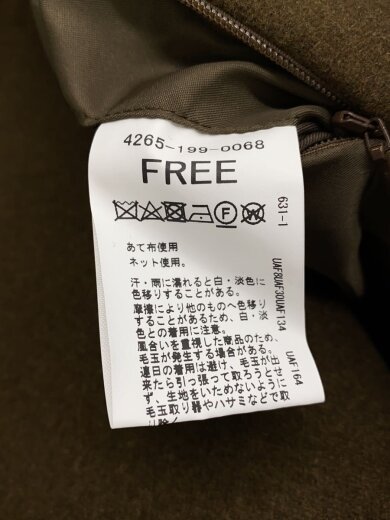 4265-199-0068
FREE
F
W
631-1
あて布使用
ネット使用。
汗・雨に濡れると白・淡色に
色移りすることがある。
摩擦により他のものへ色移り
することがあるため、白・淡
色との着用に注意。
風合いを重視した商品のため、
毛玉が発生する場合がある。
連日の着用は避け、毛玉が出
来たら引っ張って取ろうとせ
ず、生地をいためないように
毛玉取り器やハサミなどで取
り除く
UAF8UAF30UAF134
UAF164